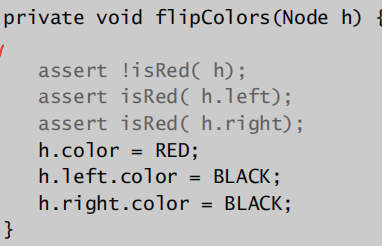 private void flipColors(Node h) {
assert !isRed( h);
assert isRed( h.left);
assert isRed( h.right);
h.color = RED;
h.left.color = BLACK;
h.right.color = BLACK;
}